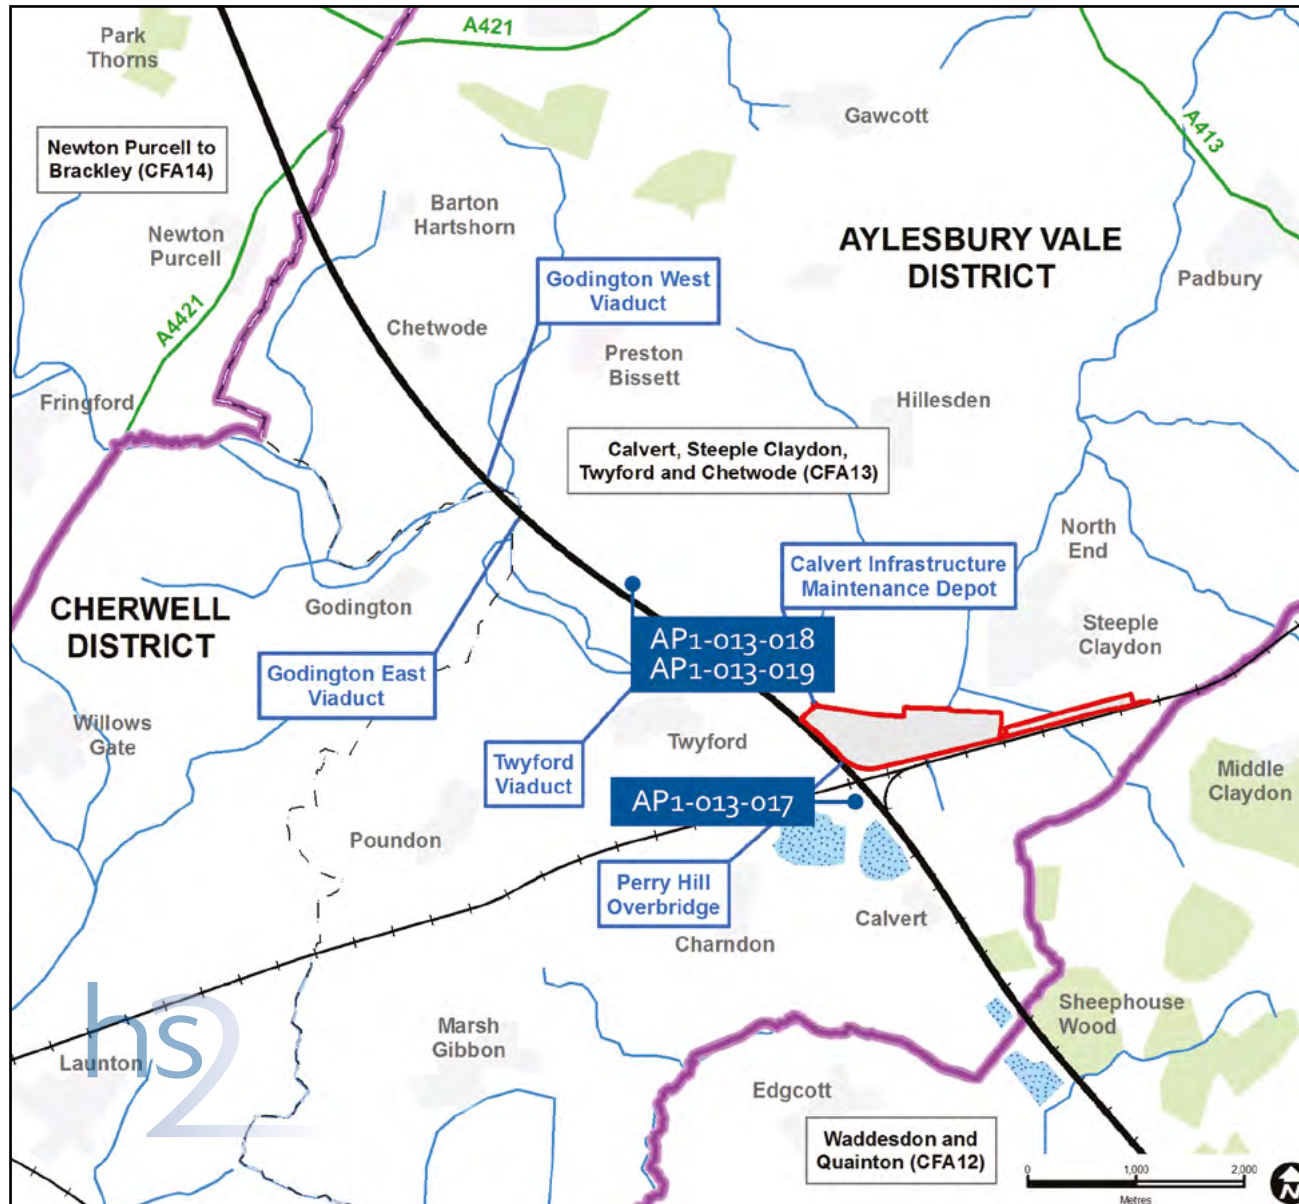 Park
Thorns
A421
Gawcott
A413
Newton Purcell to
Brackley (CFA14)
Barton
Hartshorn
Newton
Purcell
AYLESBURY VALE
DISTRICT
Padbury
Godington West
Viaduct
A4421
Chetwode
Preston
Bissett
Fringford
Hillesden
Calvert, Steeple Claydon,
Twyford and Chetwode (CFA13)
North
End
Calvert Infrastructure
Maintenance Depot
CHERWELL
DISTRICT
Godington
AP1-013-018
AP1-013-019
Steeple
Claydon
Godington East
Viaduct
Willows
Gate
Twyford
Twyford
Viaduct
Middle
Claydon
AP1-013-017
Poundon
Perry Hill
Overbridge
Calvert
Charndon
hs2
Sheephouse
Wood
Marsh
Gibbon
Launton
Edgcott
Waddesdon and
Quainton (CFA12)
0 1,000 2,000
Metres
N